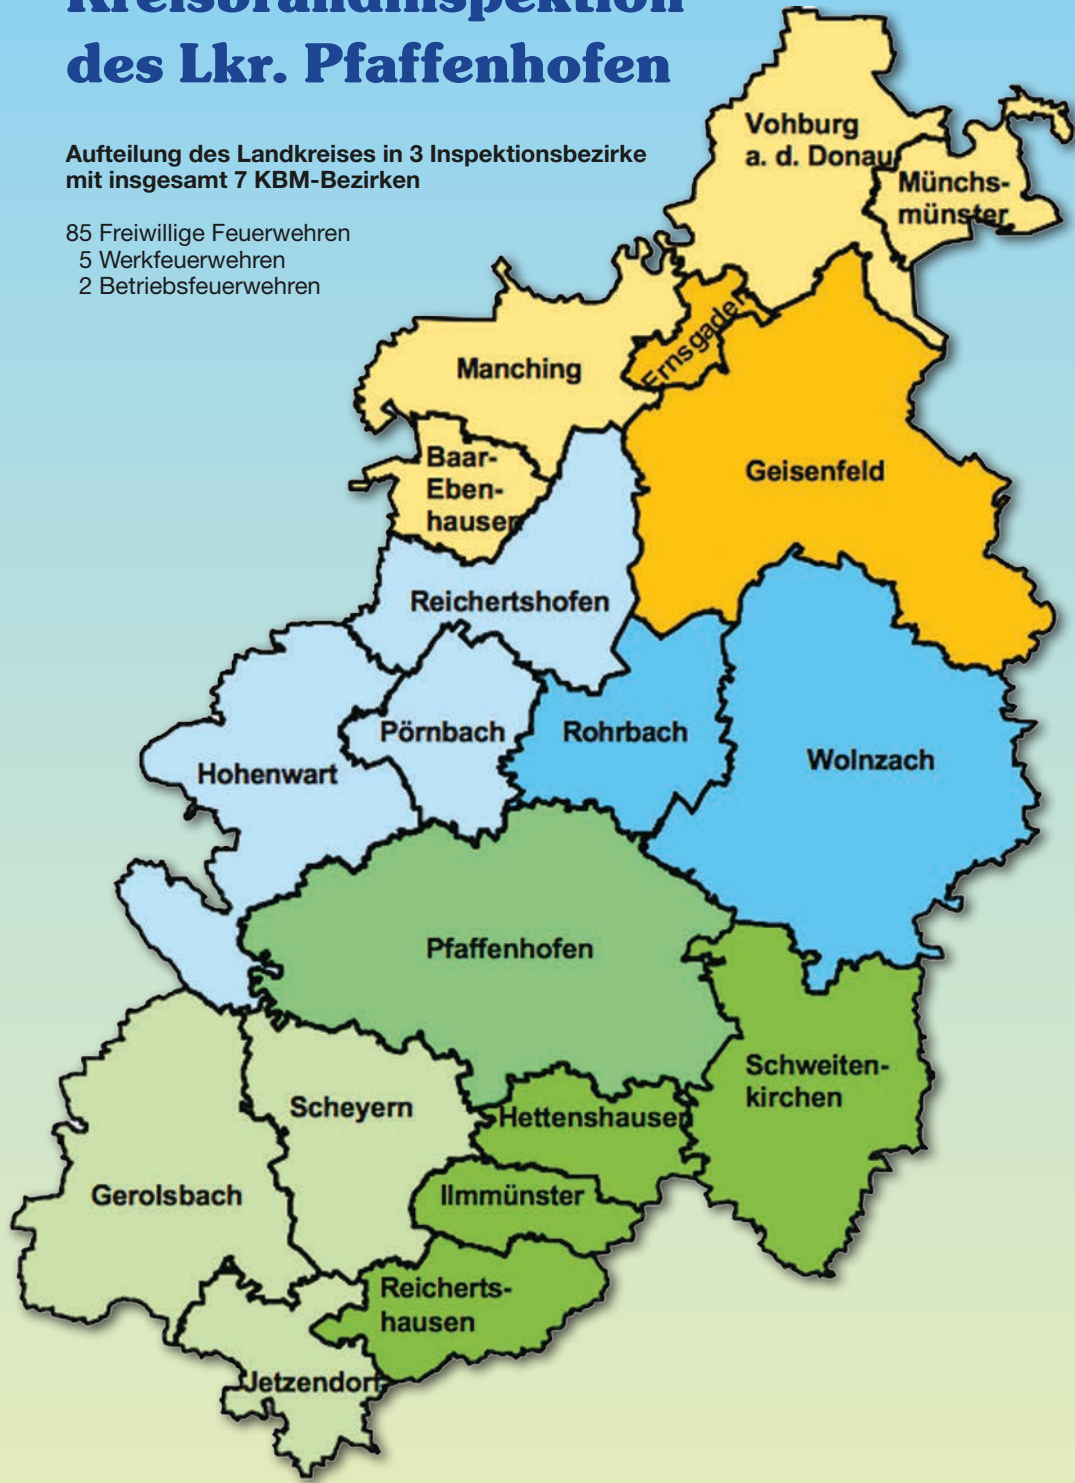 Kreisbrandinspektion
des Lkr. Pfaffenhofen
Aufteilung des Landkreises in 3 Inspektionsbezirke
mit insgesamt 7 KBM-Bezirken
85 Freiwillige Feuerwehren
5 Werkfeuerwehren
2 Betriebsfeuerwehren
Vohburg
a. d. Donau
Münchs-
münster
Ernsgaden
Manching
Baar-
Eben-
hausen
Geisenfeld
Reichertshofen
Pörnbach
Rohrbach
Wolnzach
Hohenwart
Pfaffenhofen
Schweiten-
kirchen
Scheyern
Hettenshausen
Gerolsbach
Ilmmünster
Reicherts-
hausen
Jetzendorf